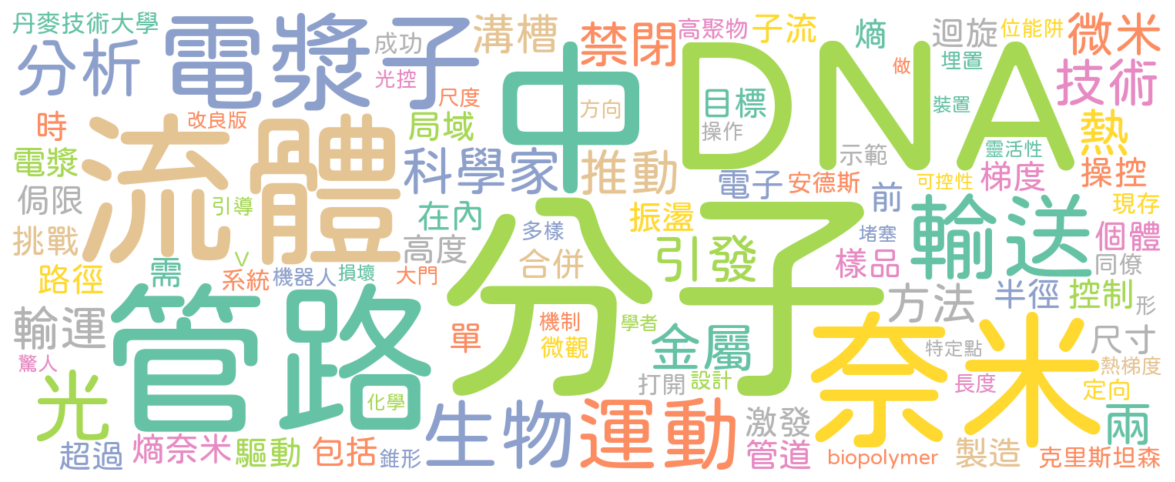 丹麥技術大學
電漿子
成功
溝槽
禁閉
高聚物
子流
熵
迴旋
位能阱
微米
分析
光控
中
DNA
方向
目標
做
埋置
技術
尺度
裝置
時
改良版
局域
操作
熱
流體
科學家
推動
示範
靈活性
電漿
電子
安德斯
可控性
梯度
操控
侷限
引導
在內
分子
振盪
前
輸送
現存
挑戰
高度
多樣
引發
堵塞
個體
V
合併
樣品
同僚
路徑
需
系統
機器人
損壞
大門
方法
半徑
控制
形
輸運
管路
單
機制
學者
金屬
奈米
尺寸
微觀
特定點
驚人
熱梯度
光
化學
打開
設計
長度
定向
生物
運動
激發
兩
超過
熵奈米
驅動
包括
錐形
管道
biopolymer
製造
克里斯坦森